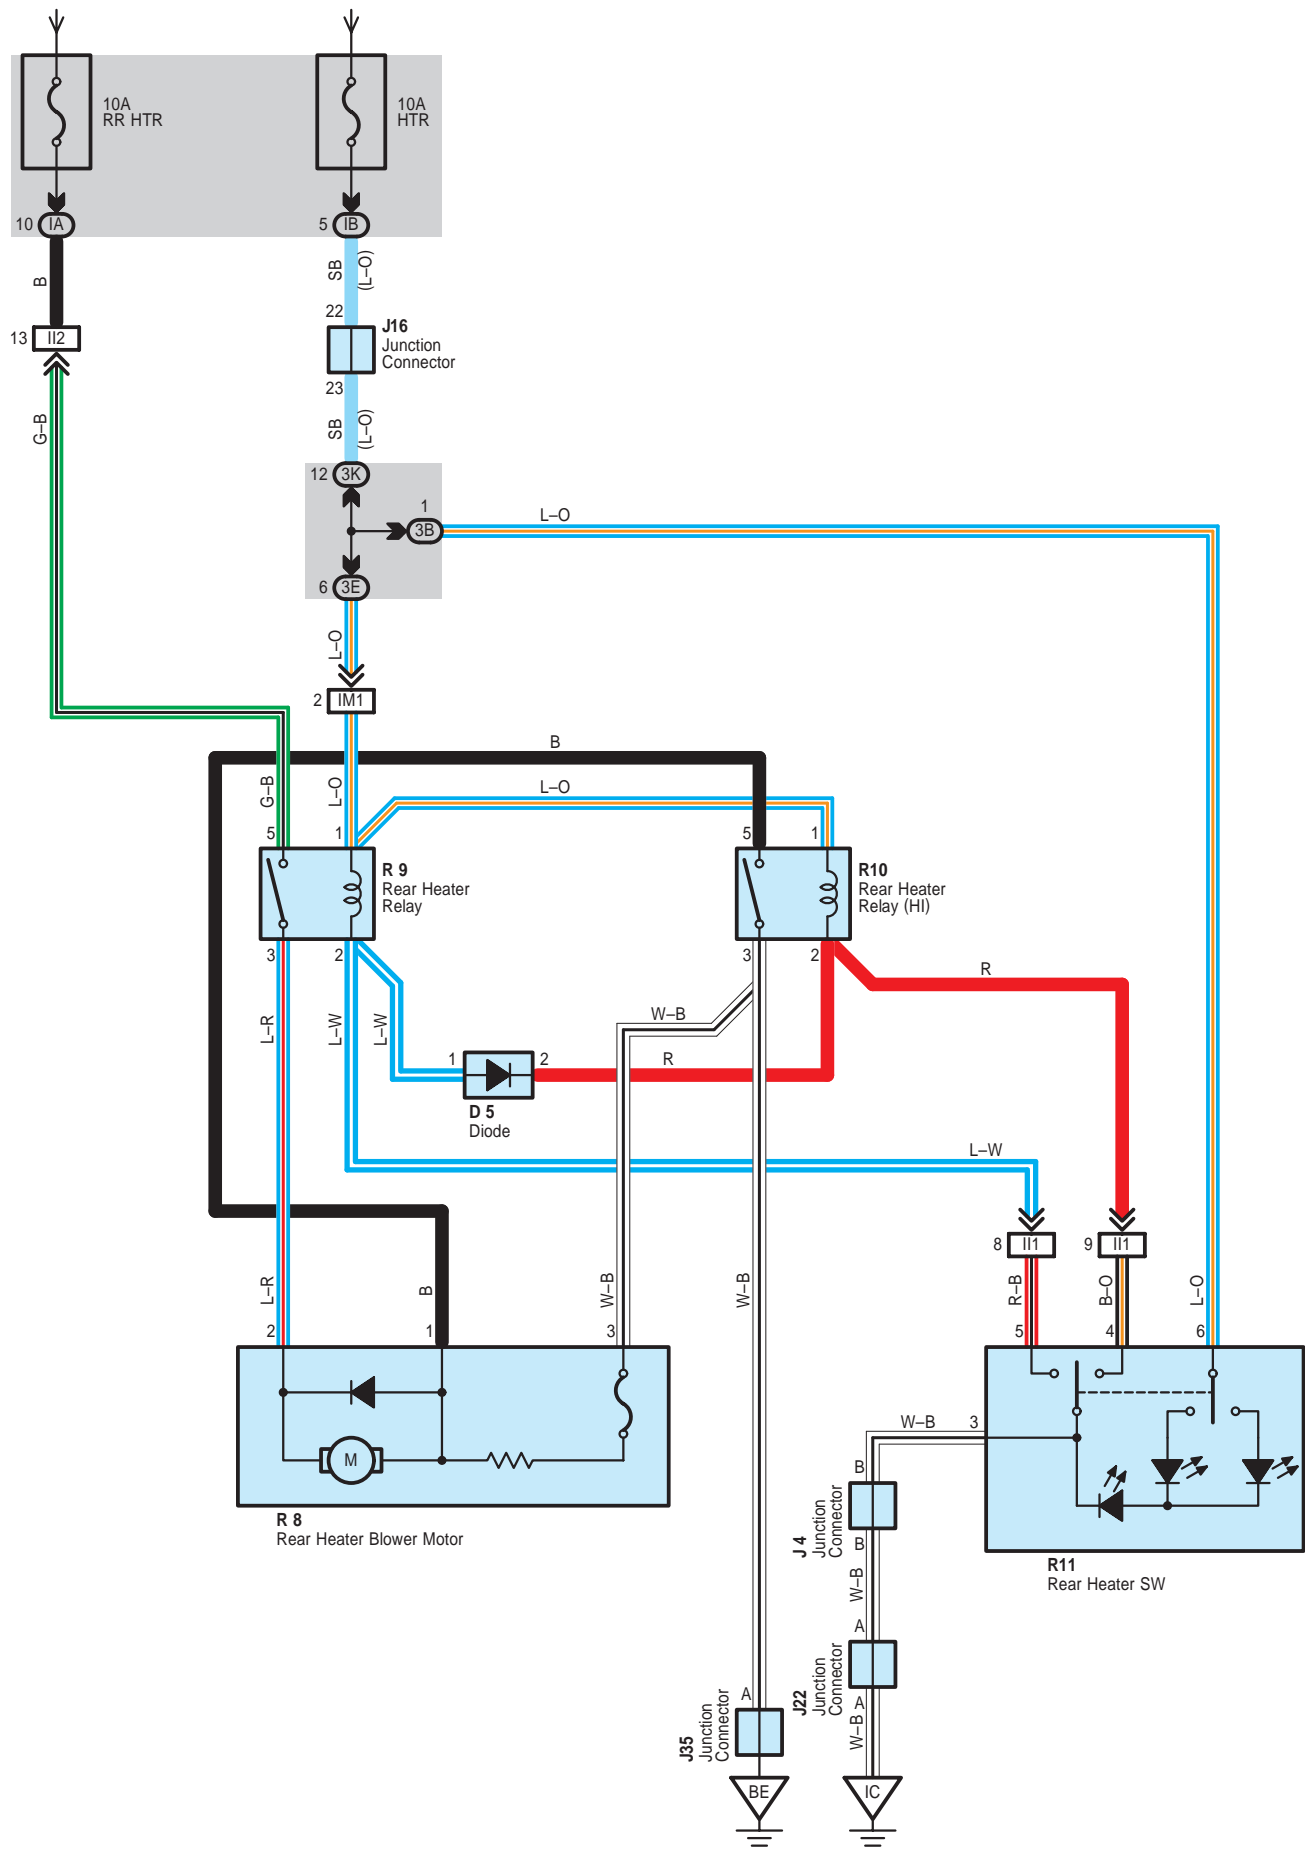 10A
RR HTR
10A
HTR
10 IA
5 IB
B
SB
(L–O)
22
13 II2
J16
Junction
Connector
23
G–B
SB
(L–O)
12 3K
1
3B
L–O
6 3E
L–O
2 IM1
B
G–B
L–O
L–O
5
1
5
1
R 9
Rear Heater
Relay
R10
Rear Heater
Relay (HI)
3
2
3
2
R
L–R
L–W
L–W
W–B
1
2
R
D 5
Diode
L–W
8 II1
9 II1
L–R
B
W–B
W–B
R–B
B–O
L–O
2
1
3
5
4
6
W–B
3
M
R 8
Rear Heater Blower Motor
B
J 4
Junction
Connector
B
R11
Rear Heater SW
W–B
A
J22
Junction
Connector
A
W–B
A
J35
Junction
Connector
BE
IC